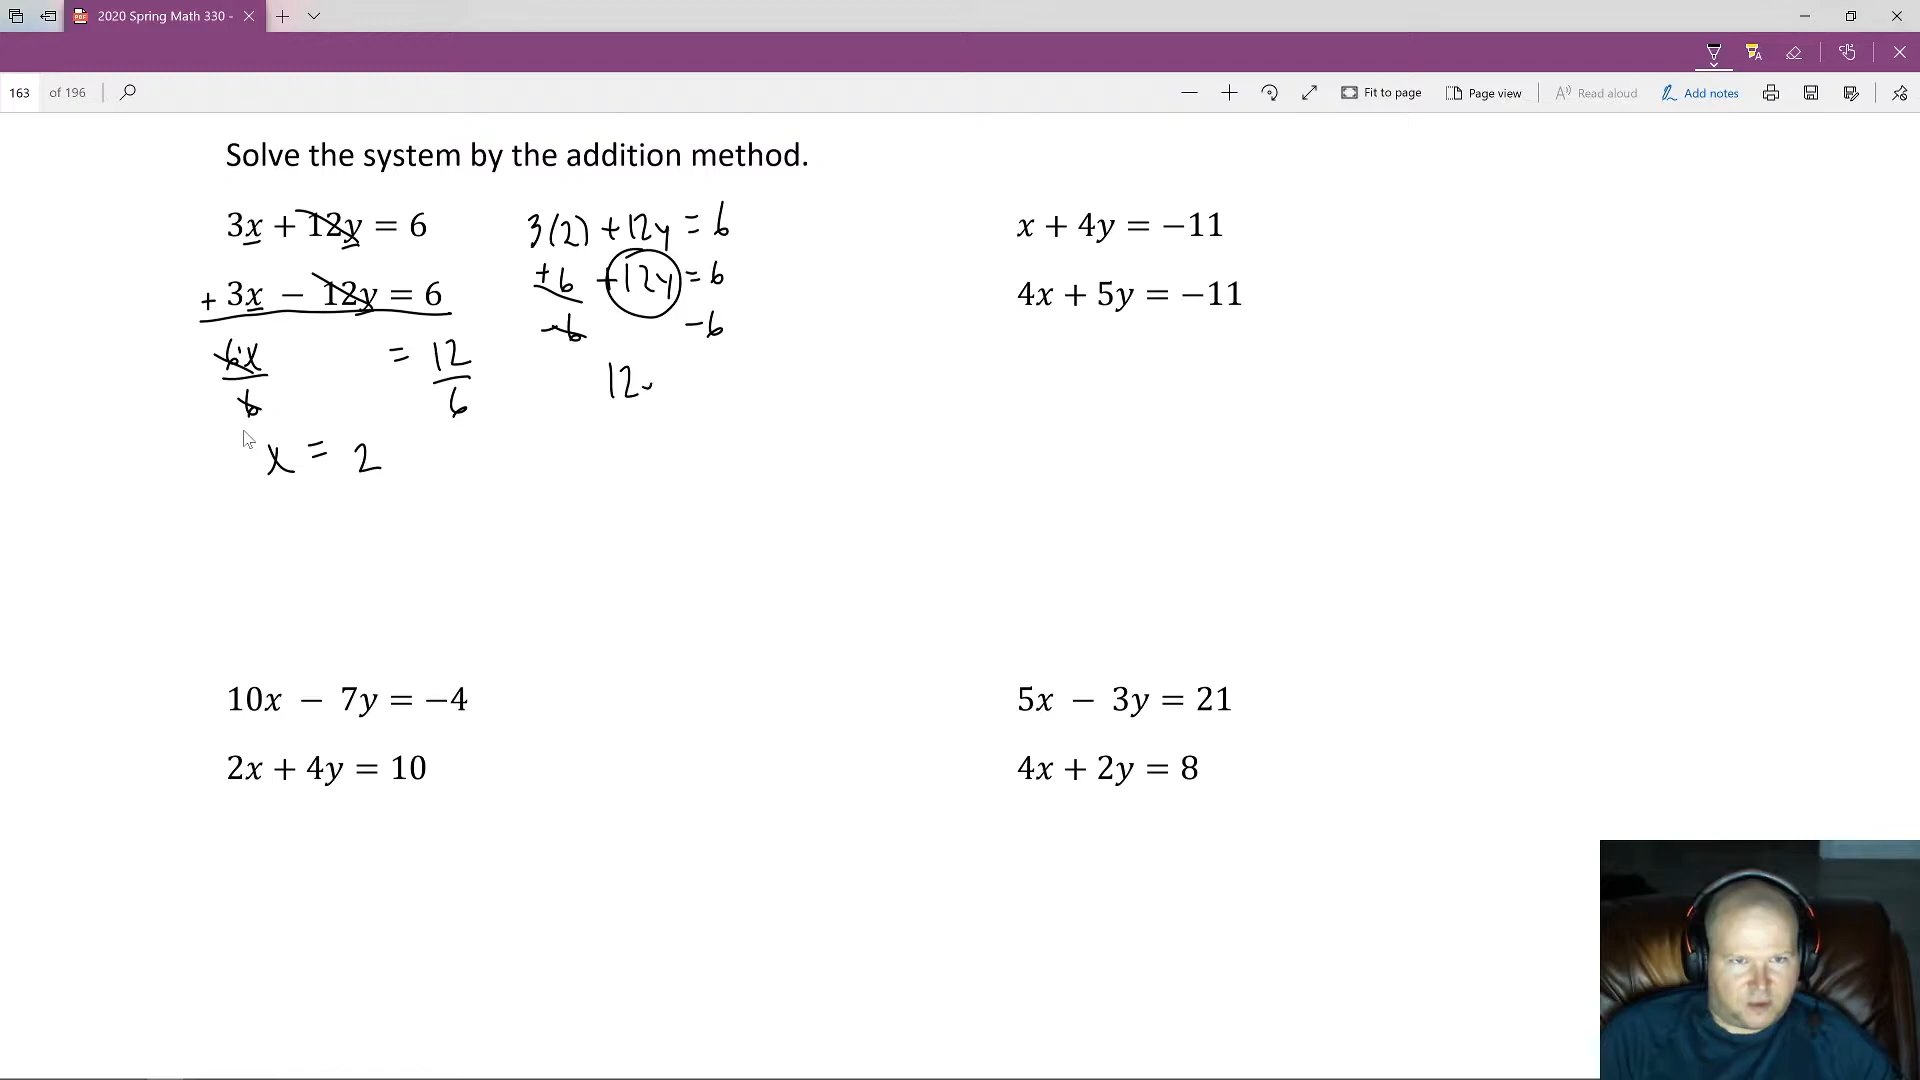 2020 Spring Math 330 -
163 of 196
Fit to page
Page view
Read aloud
Add notes
Solve the system by the addition method.
3x + 12y = 6
+ 3x − 12y = 6
6x = 12
6 6
x = 2
3(2) + 12y = 6
+6 + 12y = 6
-6 -6
12
x + 4y = −11
4x + 5y = −11
10x − 7y = −4
2x + 4y = 10
5x − 3y = 21
4x + 2y = 8